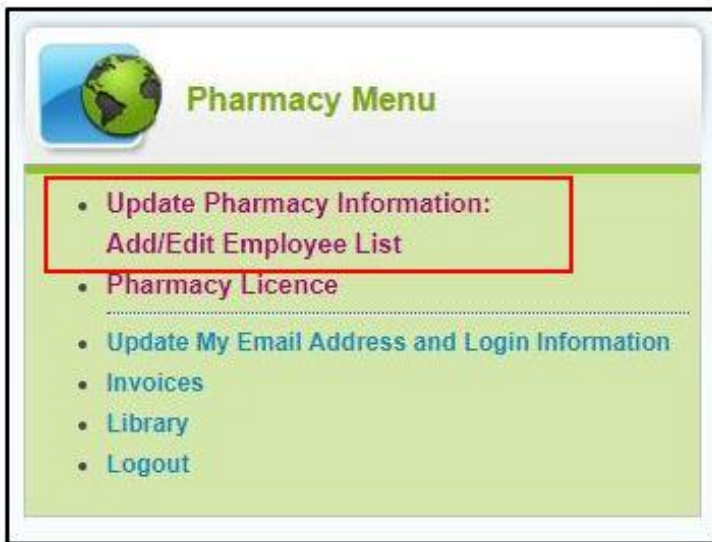 Pharmacy Menu
Update Pharmacy Information:
Add/Edit Employee List
Pharmacy Licence
Update My Email Address and Login Information
Invoices
Library
Logout